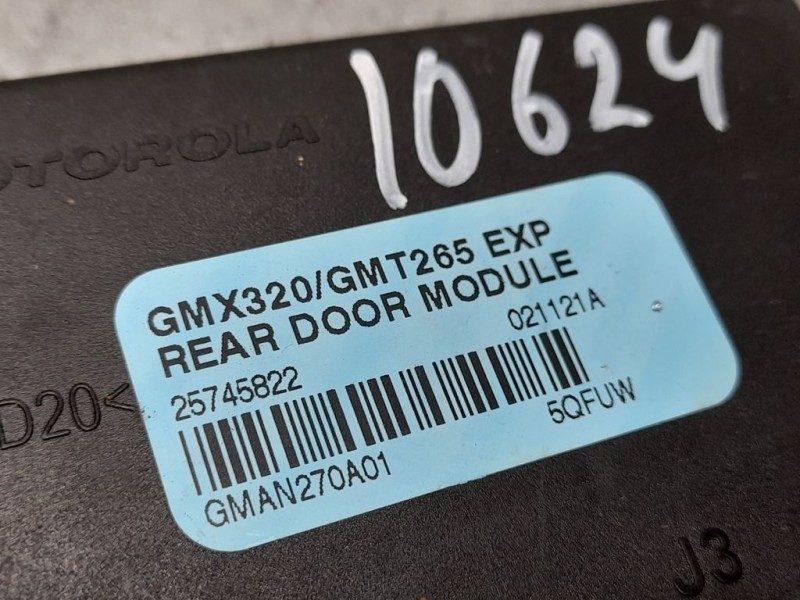 10624
OTOROLA
GMX320/GMT265 EXP
REAR DOOR MODULE
021121A
25745822
D20<
5QFUW
GMAN270A01
J3